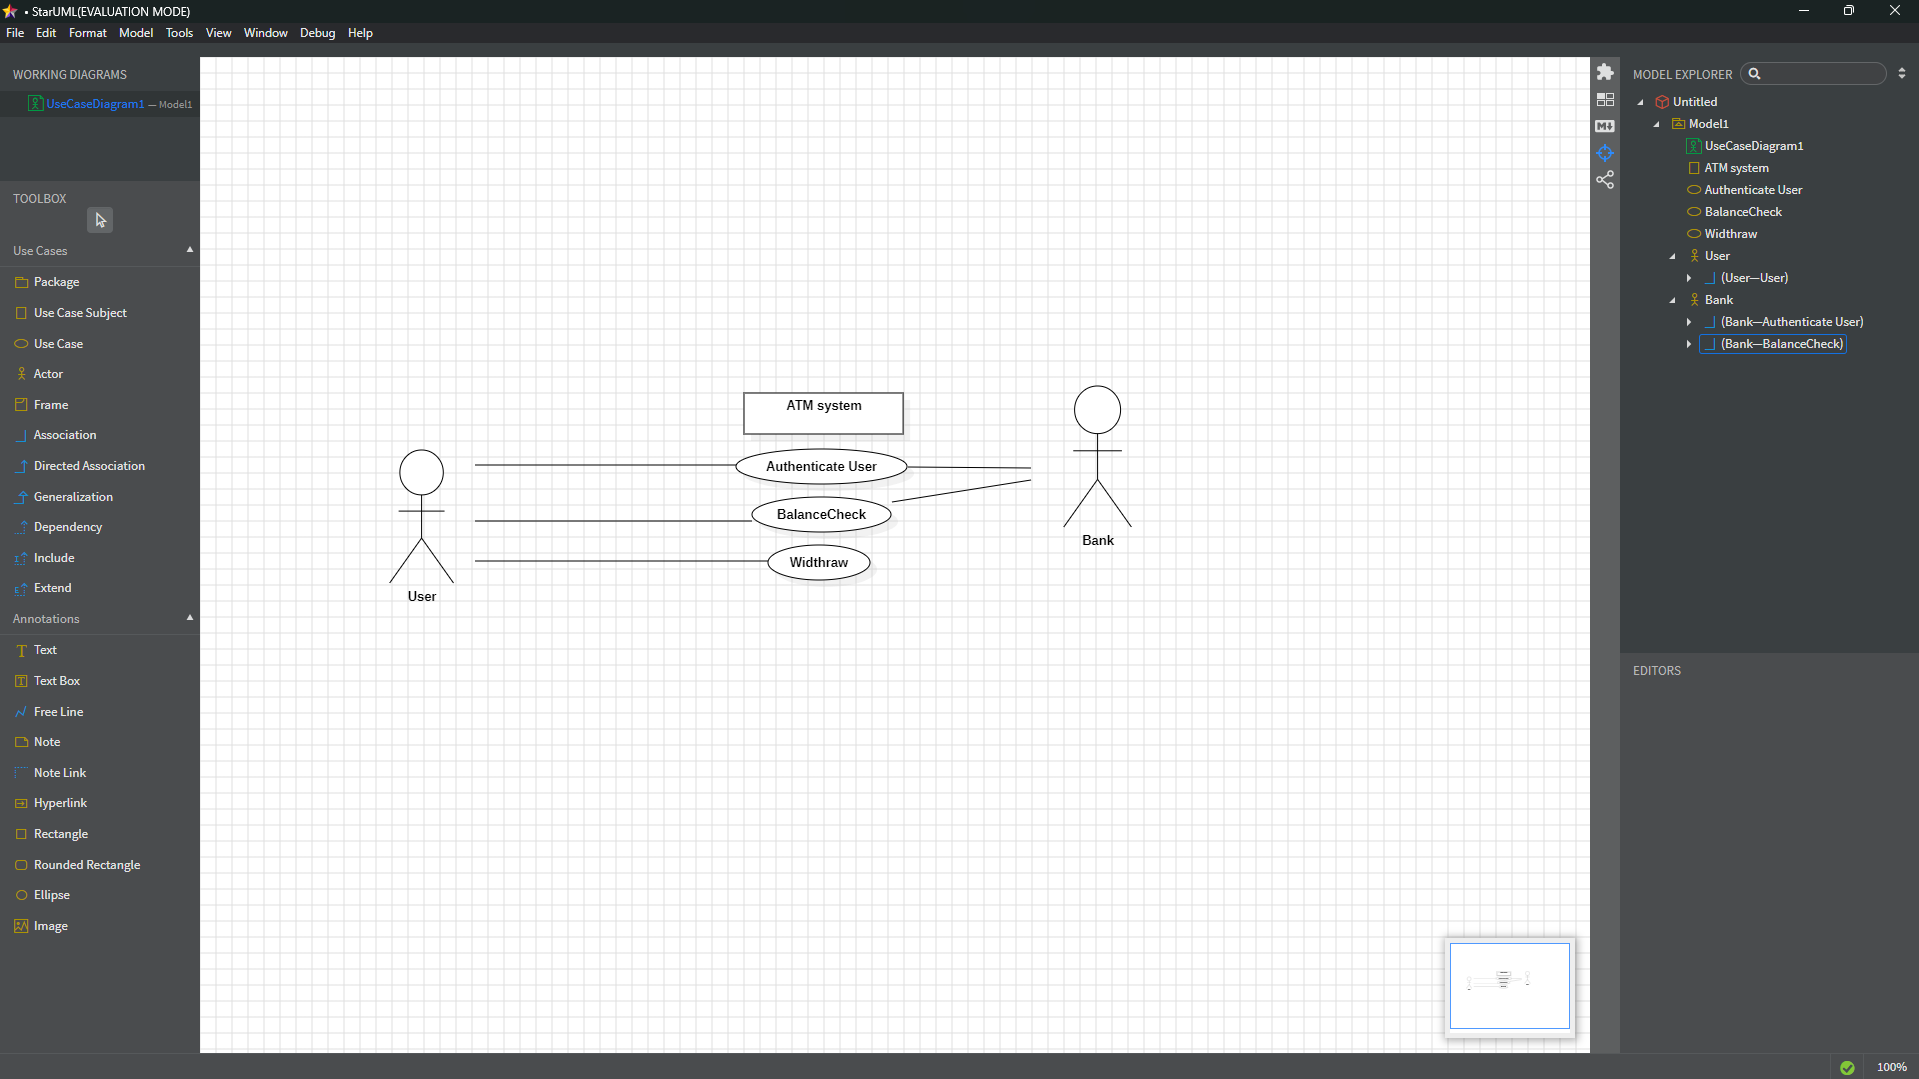 • StarUML(EVALUATION MODE)
File Edit Format Model Tools View Window Debug Help
WORKING DIAGRAMS
UseCaseDiagram1 — Model1
TOOLBOX
Use Cases
Package
Use Case Subject
Use Case
Actor
Frame
Association
Directed Association
Generalization
Dependency
Include
Extend
Annotations
Text
Text Box
Free Line
Note
Note Link
Hyperlink
Rectangle
Rounded Rectangle
Ellipse
Image
ATM system
Authenticate User
BalanceCheck
Widthraw
User
Bank
MODEL EXPLORER
Untitled
Model1
UseCaseDiagram1
ATM system
Authenticate User
BalanceCheck
Widthraw
User
(User—User)
Bank
(Bank—Authenticate User)
(Bank—BalanceCheck)
EDITORS
100%